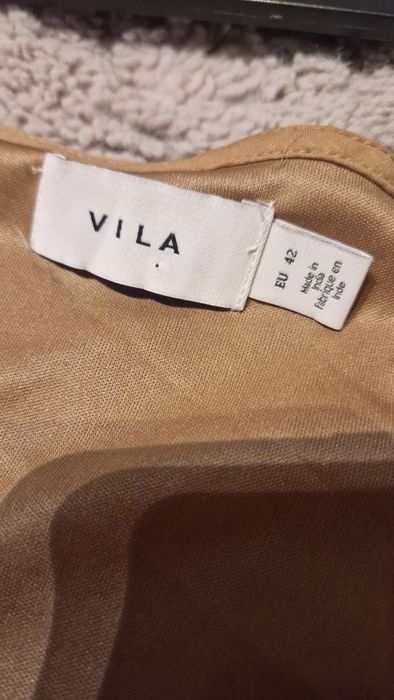 VILA
EU 42
Made in
India
Fabriqué en
Inde